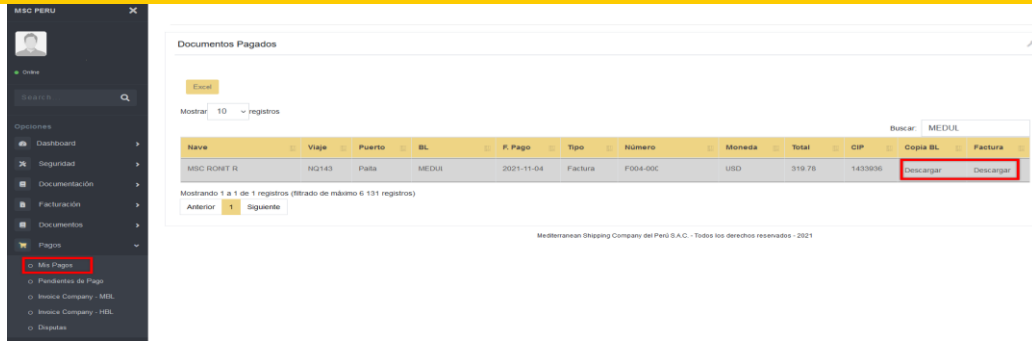 MSC PERU ×
Online
Search
Opciones
Dashboard
Seguridad
Documentación
Facturación
Documentos
Pagos
Mis Pagos
Pendientes de Pago
Invoice Company - MBL
Invoice Company - HBL
Disputas
Documentos Pagados
Excel
Mostrar 10 registros
Buscar: MEDUL
Nave Viaje Puerto BL F. Pago Tipo Número Moneda Total CIP Copia BL Factura
MSC RONIT R NQ143 Paita MEDUI 2021-11-04 Factura F004-00C USD 319.78 1433936 Descargar Descargar
Mostrando 1 a 1 de 1 registros (filtrado de máximo 6 131 registros)
Anterior 1 Siguiente
Mediterranean Shipping Company del Perú S.A.C. - Todos los derechos reservados - 2021